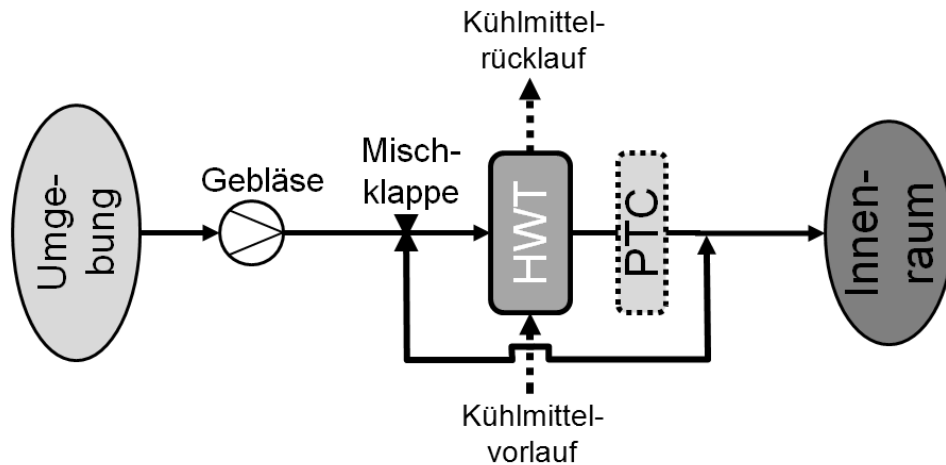 Kühlmittel-
rücklauf
Umge-
bung
Gebläse
Misch-
klappe
HWT
PTC
Innen-
raum
Kühlmittel-
vorlauf